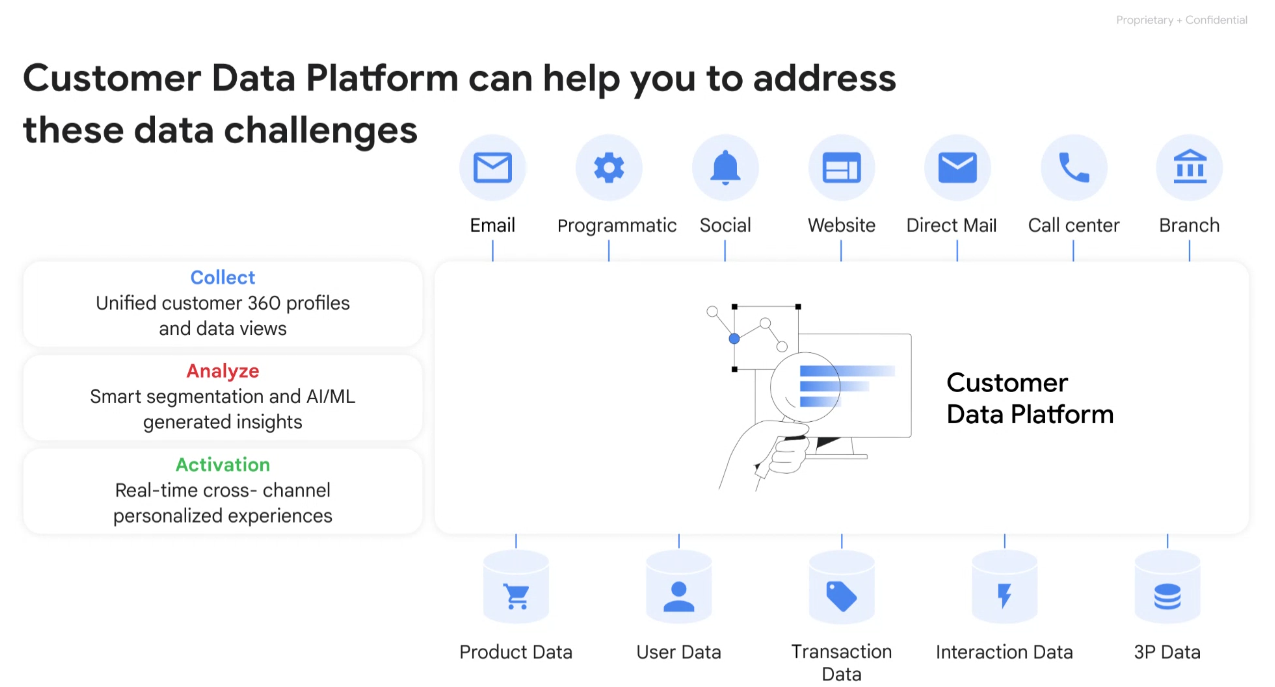 Proprietary + Confidential
Customer Data Platform can help you to address
these data challenges
Email
Programmatic
Social
Website
Direct Mail
Call center
Branch
Collect
Unified customer 360 profiles
and data views
Analyze
Smart segmentation and AI/ML
generated insights
Activation
Real-time cross- channel
personalized experiences
Customer
Data Platform
Product Data
User Data
Transaction
Data
Interaction Data
3P Data